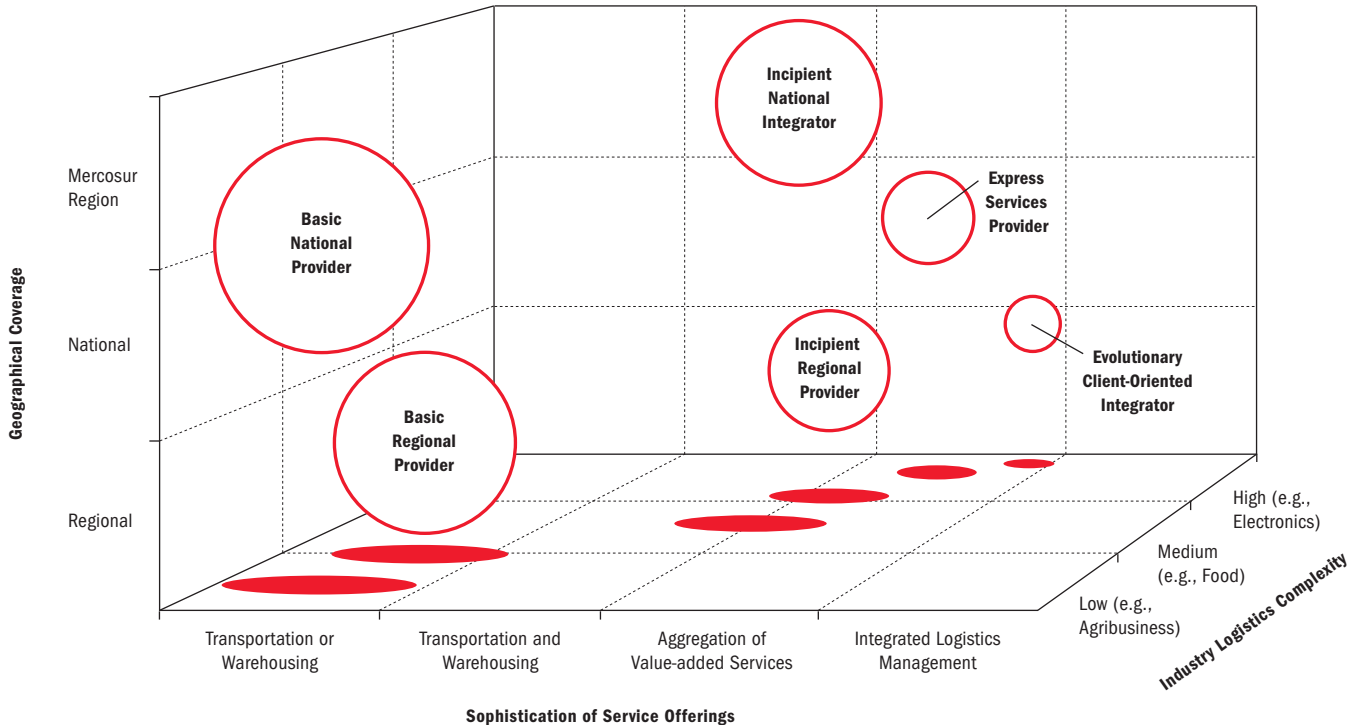 Geographical Coverage
Mercosur
Region
National
Regional
Basic
National
Provider
Basic
Regional
Provider
Incipient
National
Integrator
Express
Services
Provider
Incipient
Regional
Provider
Evolutionary
Client-Oriented
Integrator
High (e.g.,
Electronics)
Medium
(e.g., Food)
Low (e.g.,
Agribusiness)
Industry Logistics Complexity
Transportation or
Warehousing
Transportation and
Warehousing
Aggregation of
Value-added Services
Integrated Logistics
Management
Sophistication of Service Offerings